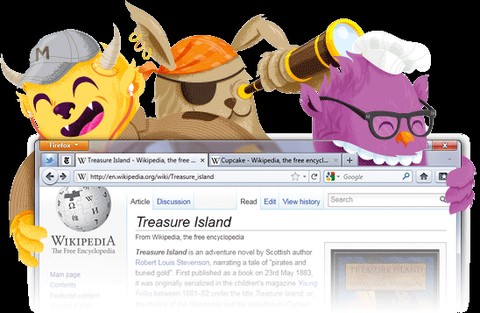 M
Firefox
W Treasure Island - Wikipedia, the free ...
W Cupcake - Wikipedia, the free encycl...
http://en.wikipedia.org/wiki/Treasure_island
Google
Article Discussion Read Edit View history Search
WIKIPEDIA
The Free Encyclopedia
Main page
Contents
Featured content
Treasure Island
From Wikipedia, the free encyclopedia
Treasure Island is an adventure novel by Scottish author
Robert Louis Stevenson, narrating a tale of "pirates and
buried gold". First published as a book on 23rd May 1883,
it was originally serialized in the children's magazine Young
Folks between 1881–82 under the title Treasure Island; or,
TREASURE ISLAND